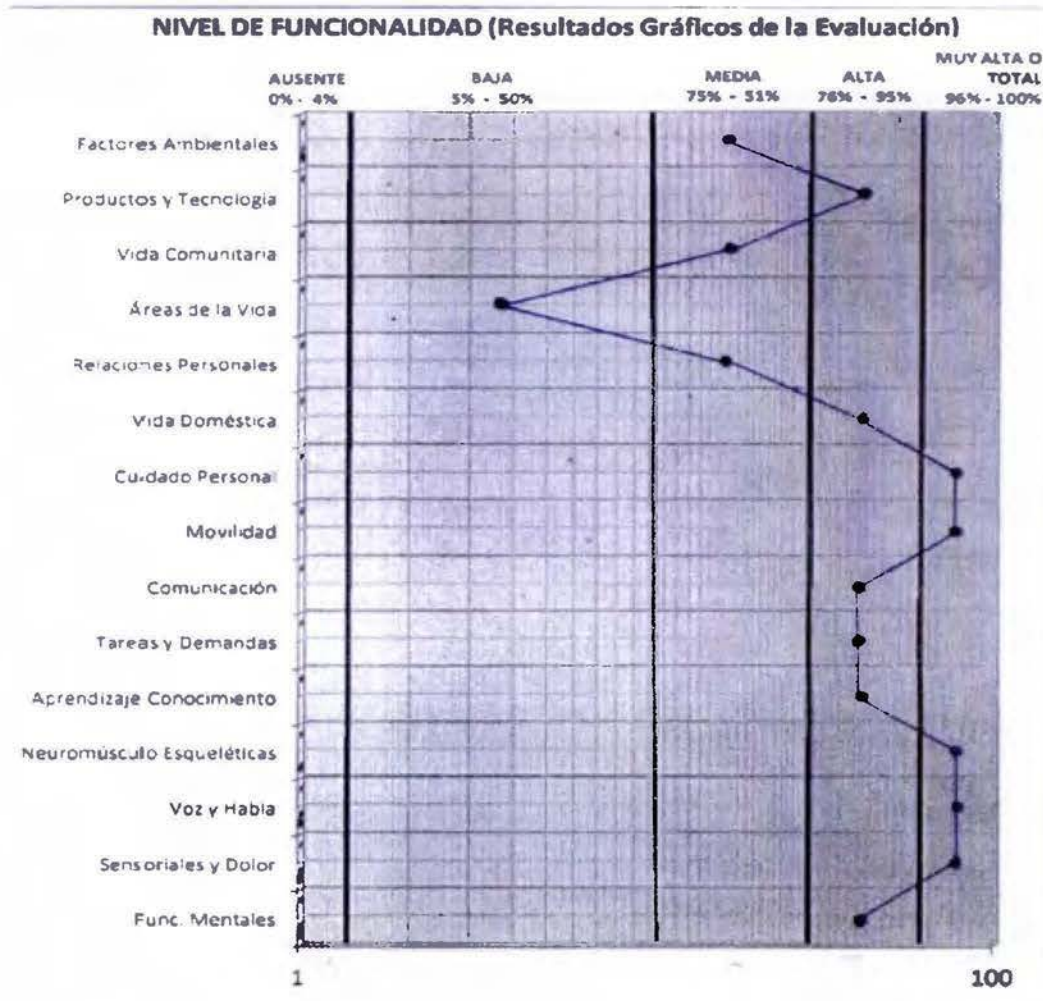 NIVEL DE FUNCIONALIDAD (Resultados Gráficos de la Evaluación)
AUSENTE
0% - 4%
BAJA
5% - 50%
MEDIA
75% - 51%
ALTA
76% - 95%
MUY ALTA O
TOTAL
96% - 100%
Factores Ambientales
Productos y Tecnología
Vida Comunitaria
Áreas de la Vida
Relaciones Personales
Vida Doméstica
Cuidado Personal
Movilidad
Comunicación
Tareas y Demandas
Aprendizaje Conocimiento
Neuromúsculo Esqueléticas
Voz y Habla
Sensoriales y Dolor
Func. Mentales
1
100